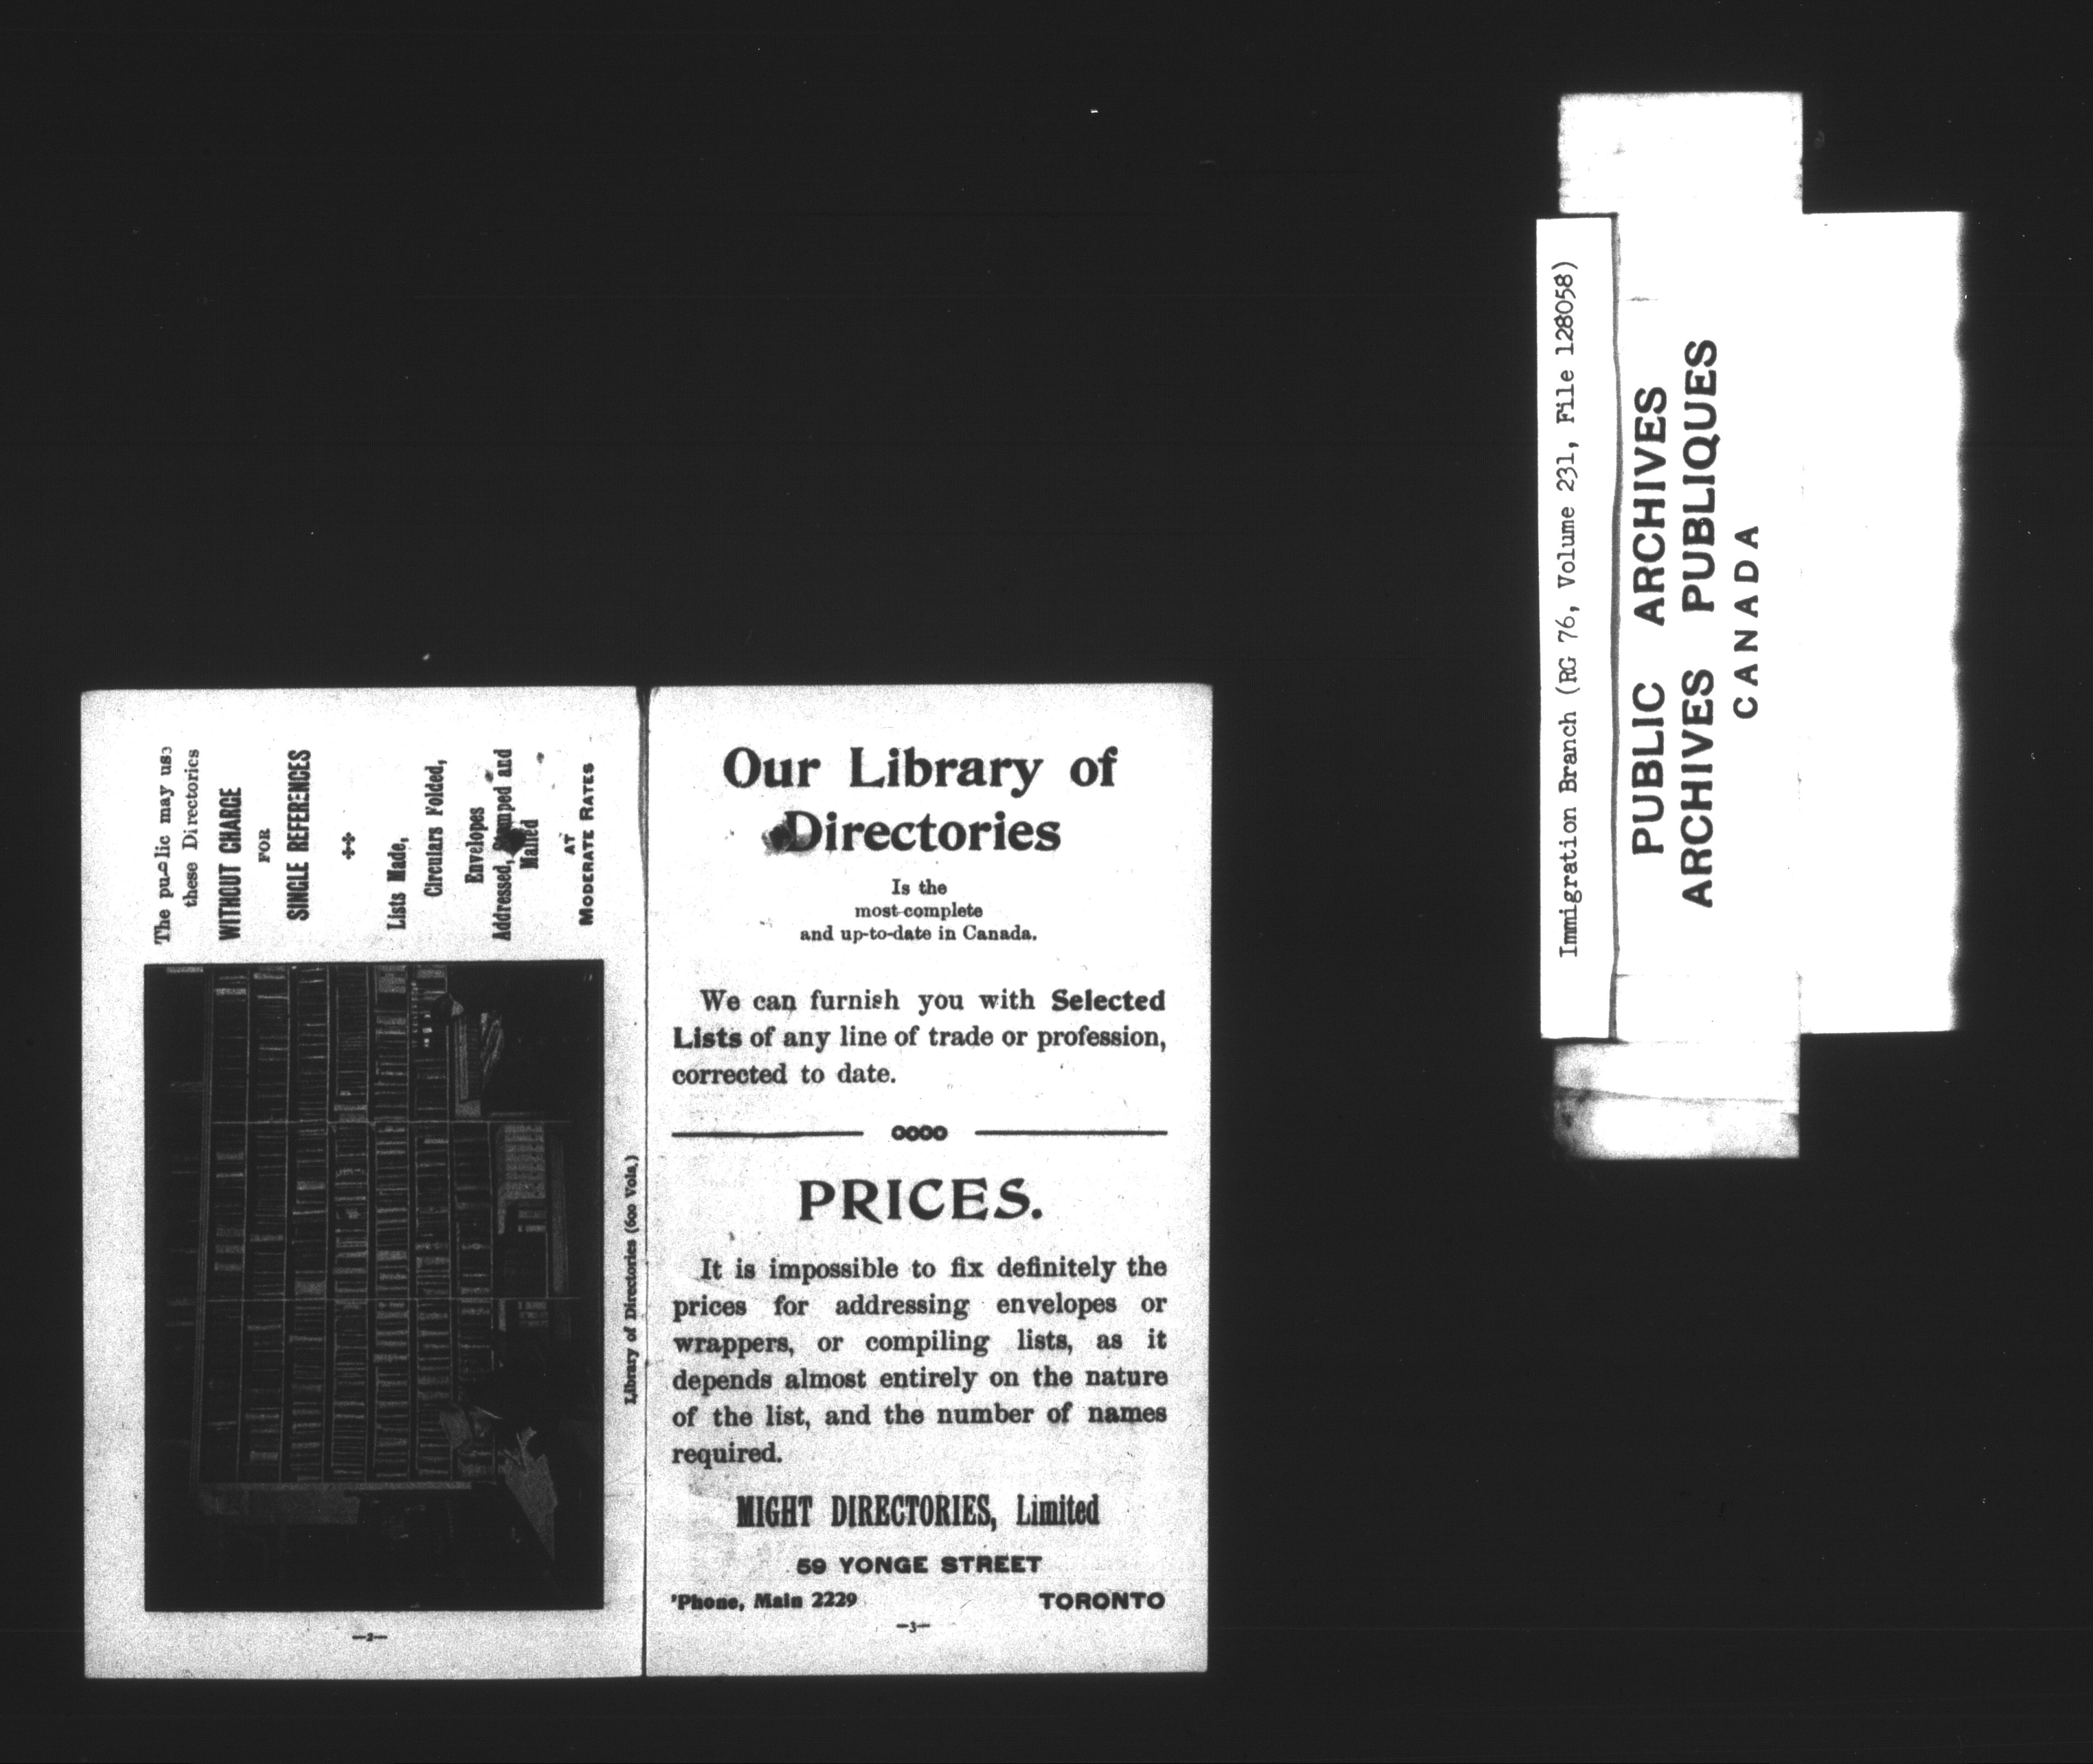 The public may use
these Directories
WITHOUT CHARGE
FOR
SINGLE REFERENCES
Lists Made,
Circulars Folded,
Envelopes
Addressed, Stamped and
Mailed
AT
MODERATE RATES
Library of Directories (600 Vols.)
—2—
Our Library of
Directories
Is the
most complete
and up-to-date in Canada.
We can furnish you with Selected
Lists of any line of trade or profession,
corrected to date.
PRICES.
It is impossible to fix definitely the
prices for addressing envelopes or
wrappers, or compiling lists, as it
depends almost entirely on the nature
of the list, and the number of names
required.
MIGHT DIRECTORIES, Limited
59 YONGE STREET
'Phone, Main 2229 TORONTO
—3—
Immigration Branch (RG 76, Volume 231, File 128058)
PUBLIC ARCHIVES
ARCHIVES PUBLIQUES
CANADA